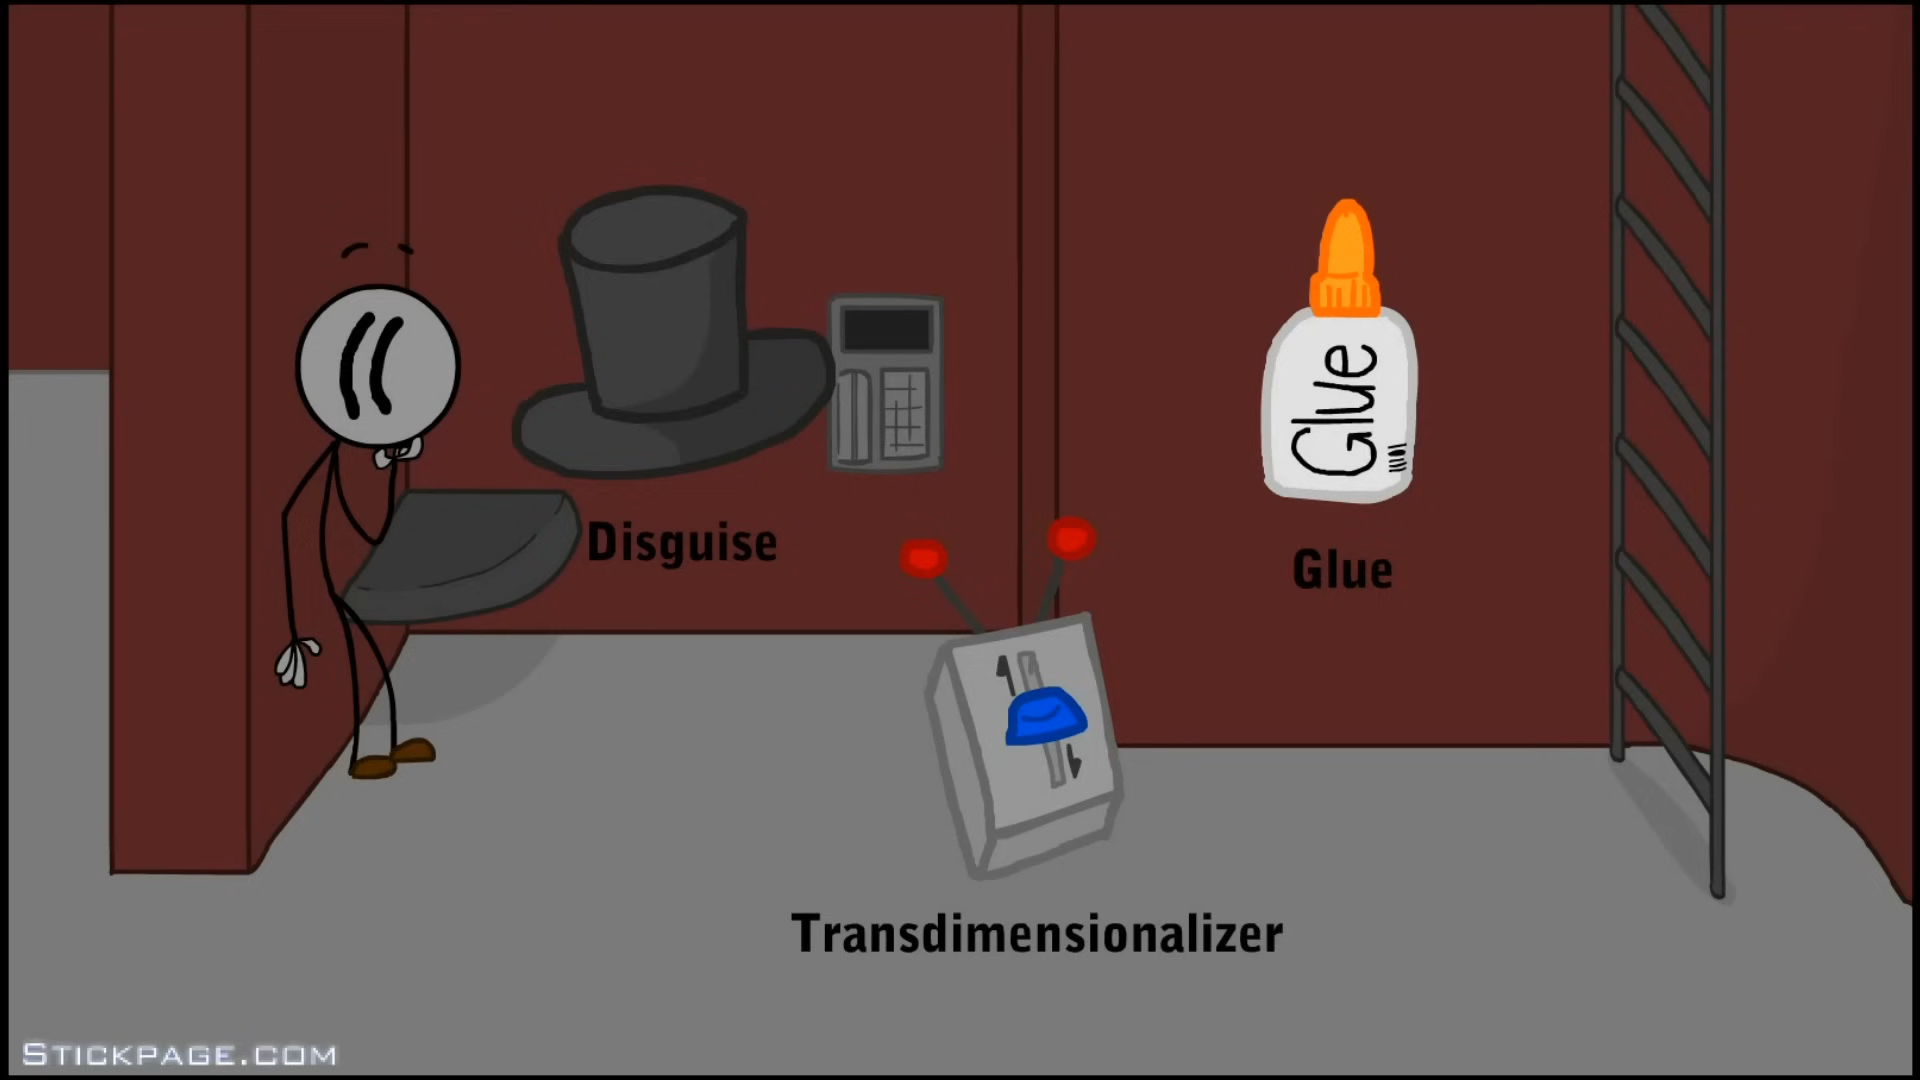 Glue
Disguise
Glue
Transdimensionalizer
STICKPAGE.COM